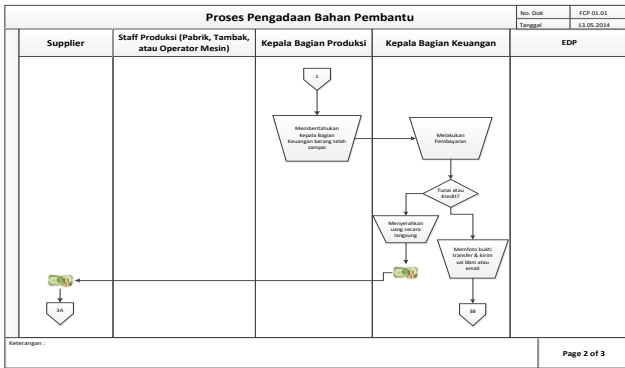 Proses Pengadaan Bahan Pembantu
No. Dok
FCP 01.01
Tanggal
13.05.2014
Supplier
Staff Produksi (Pabrik, Tambak,
atau Operator Mesin)
Kepala Bagian Produksi
Kepala Bagian Keuangan
EDP
1
Memberitahukan
Kepala Bagian
Keuangan barang telah
sampai
Melakukan
Pembayaran
Tunai atau
Kredit?
Menyerahkan
uang secara
langsung
Memfoto bukti
transfer & kirim
vai bbm atau
email
3A
3B
Keterangan :
Page 2 of 3